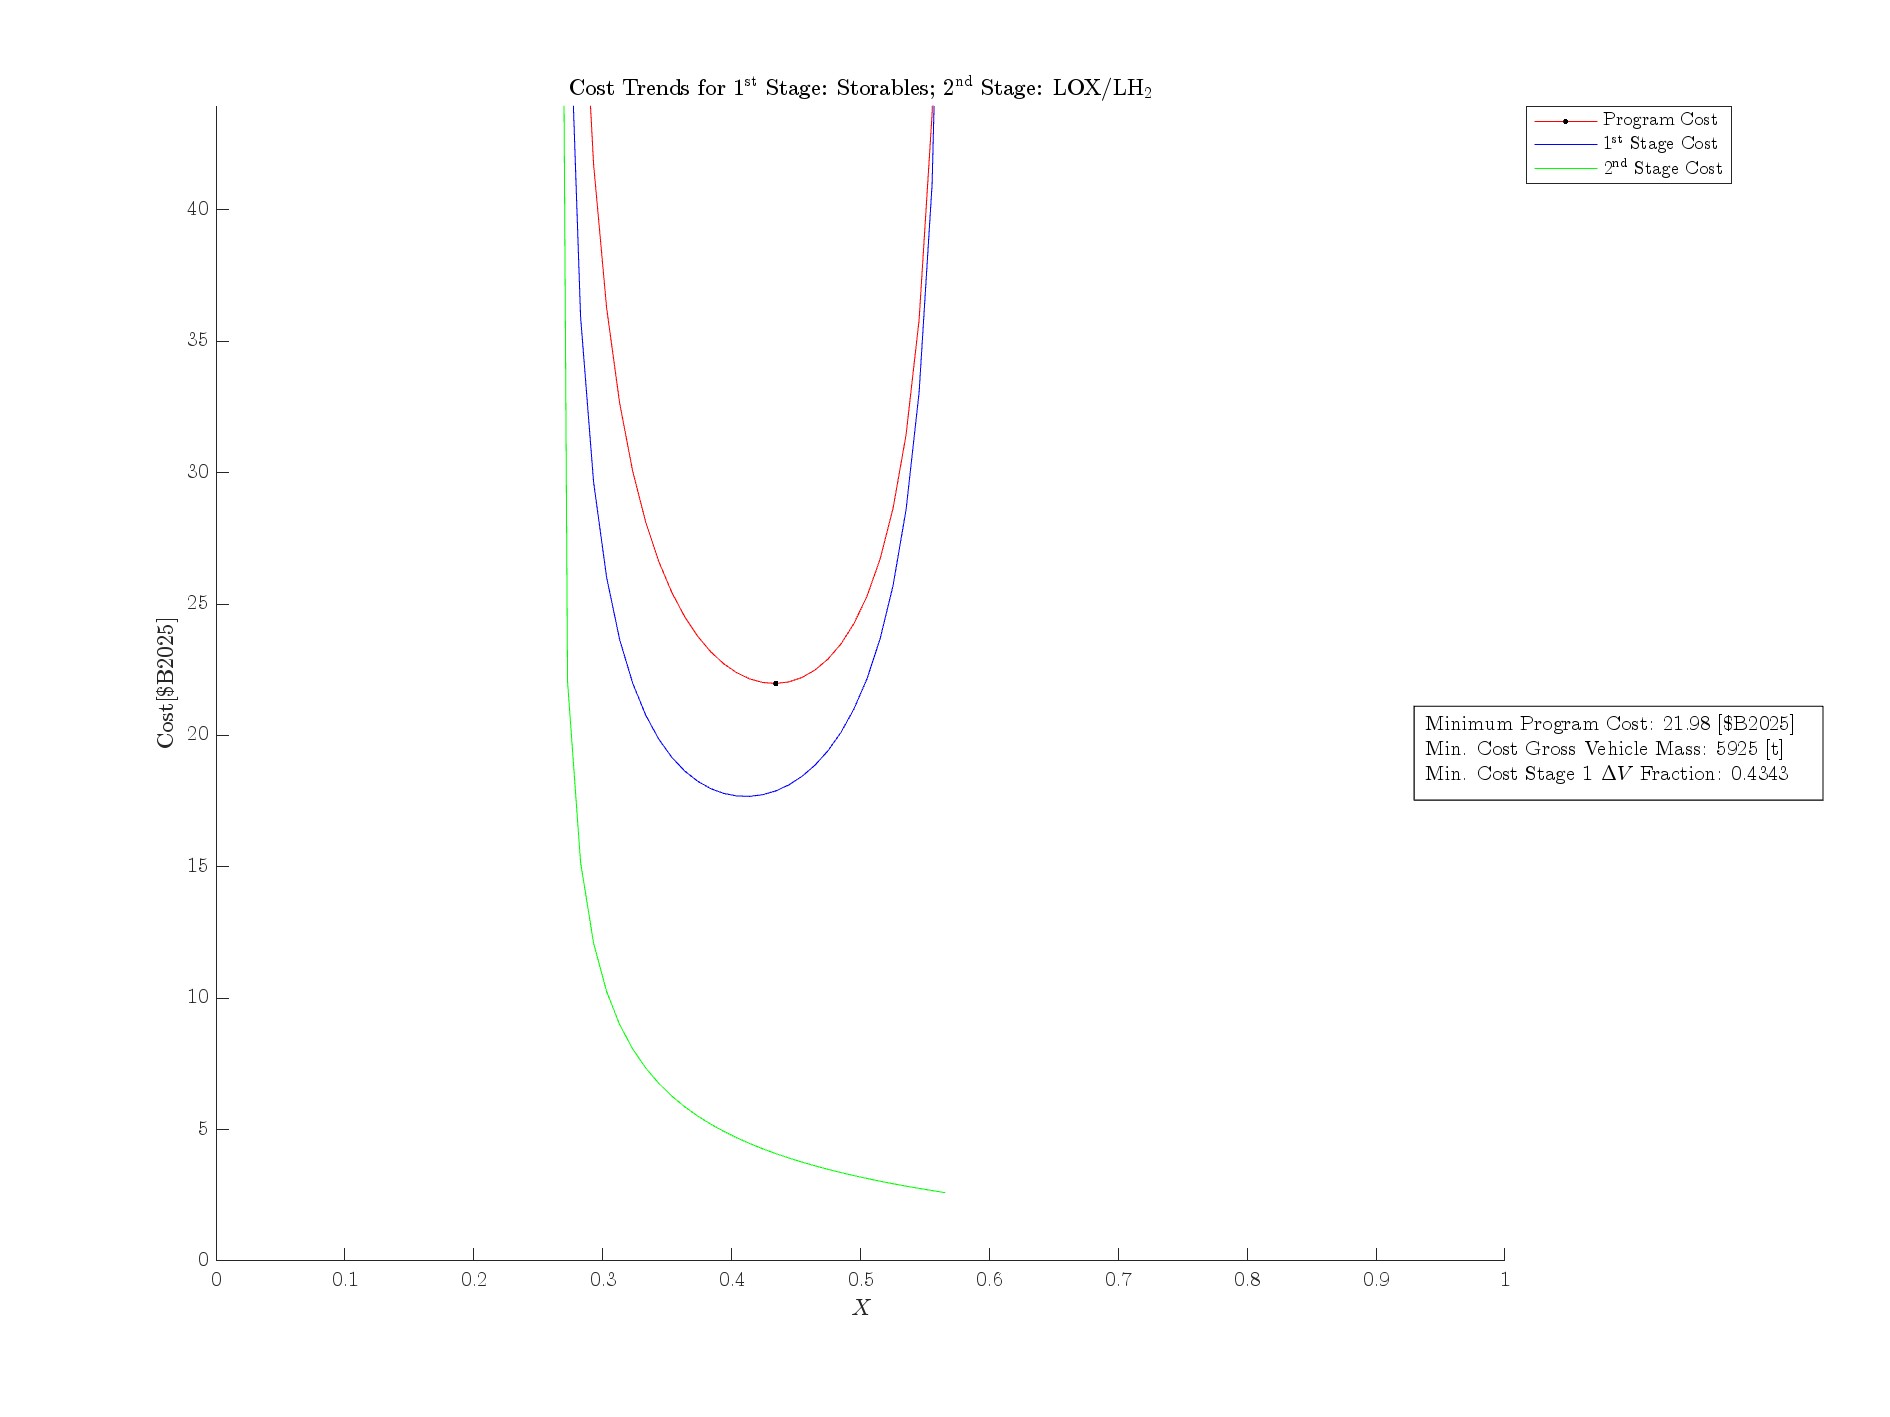 Cost Trends for 1st Stage: Storables; 2nd Stage: LOX/LH₂
Program Cost
1st Stage Cost
2nd Stage Cost
40
35
30
25
20
15
10
5
0
Cost[$B2025]
Minimum Program Cost: 21.98 [$B2025]
Min. Cost Gross Vehicle Mass: 5925 [t]
Min. Cost Stage 1 ΔV Fraction: 0.4343
0 0.1 0.2 0.3 0.4 0.5 0.6 0.7 0.8 0.9 1
X